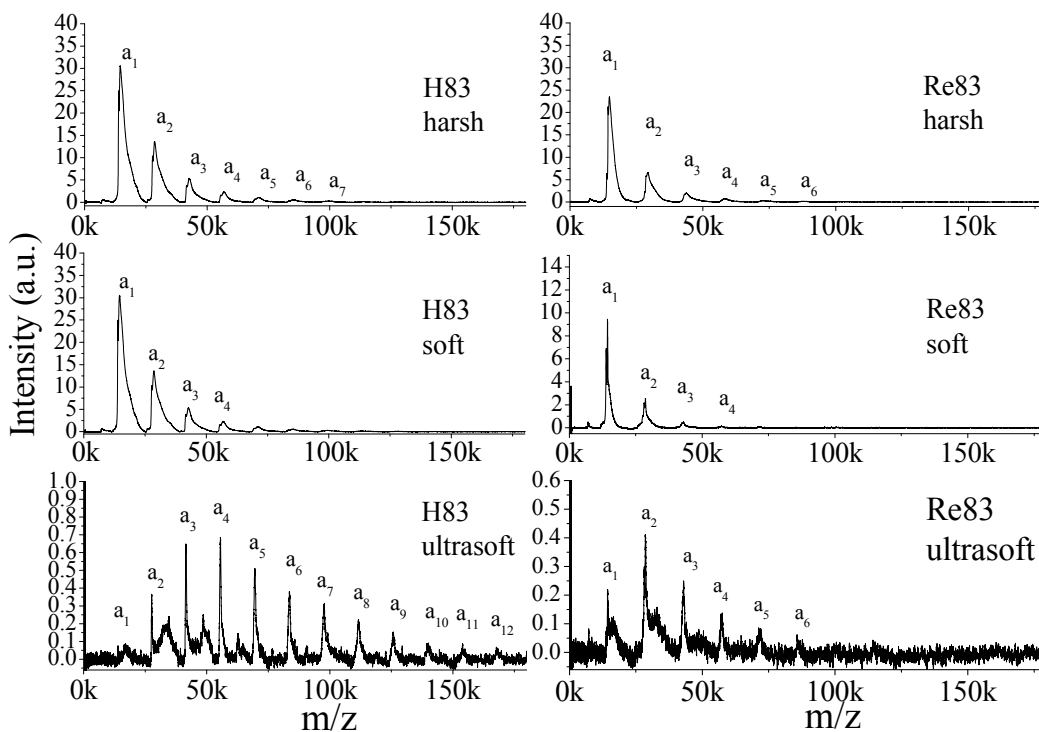 Intensity (a.u.)
40
35
30
25
20
15
10
5
0
a₁
a₂
a₃
a₄
a₅
a₆
a₇
H83
harsh
0k 50k 100k 150k
40
35
30
25
20
15
10
5
0
a₁
a₂
a₃
a₄
a₅
a₆
Re83
harsh
0k 50k 100k 150k
40
35
30
25
20
15
10
5
0
a₁
a₂
a₃
a₄
H83
soft
0k 50k 100k 150k
14
12
10
8
6
4
2
0
a₁
a₂
a₃
a₄
Re83
soft
0k 50k 100k 150k
1.0
0.9
0.8
0.7
0.6
0.5
0.4
0.3
0.2
0.1
0.0
a₁
a₂
a₃
a₄
a₅
a₆
a₇
a₈
a₉
a₁₀
a₁₁
a₁₂
H83
ultrasoft
0k 50k 100k 150k
m/z
0.6
0.5
0.4
0.3
0.2
0.1
0.0
a₁
a₂
a₃
a₄
a₅
a₆
Re83
ultrasoft
0k 50k 100k 150k
m/z